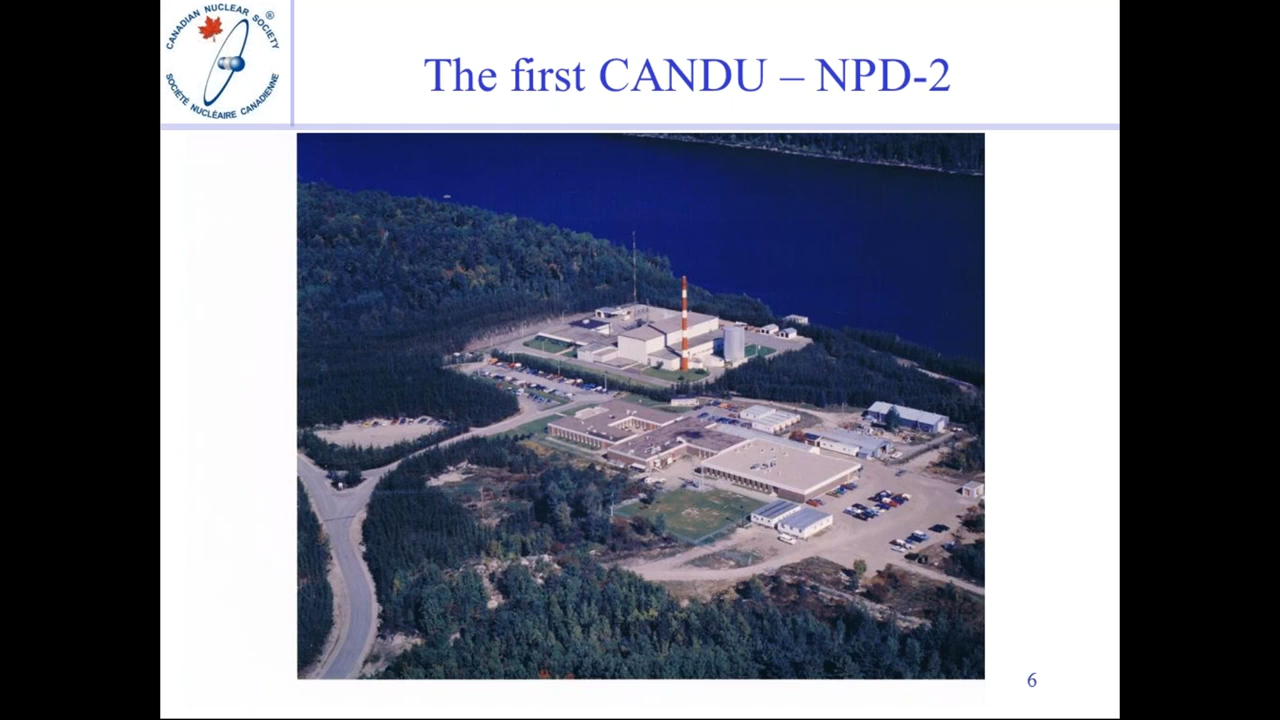 CANADIAN NUCLEAR SOCIETY ®
SOCIÉTÉ NUCLÉAIRE CANADIENNE
The first CANDU – NPD-2
6